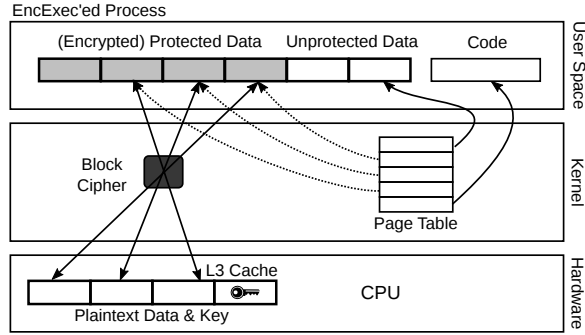 EncExec'ed Process
(Encrypted) Protected Data
Unprotected Data
Code
User Space
Block
Cipher
Page Table
Kernel
L3 Cache
Plaintext Data & Key
CPU
Hardware